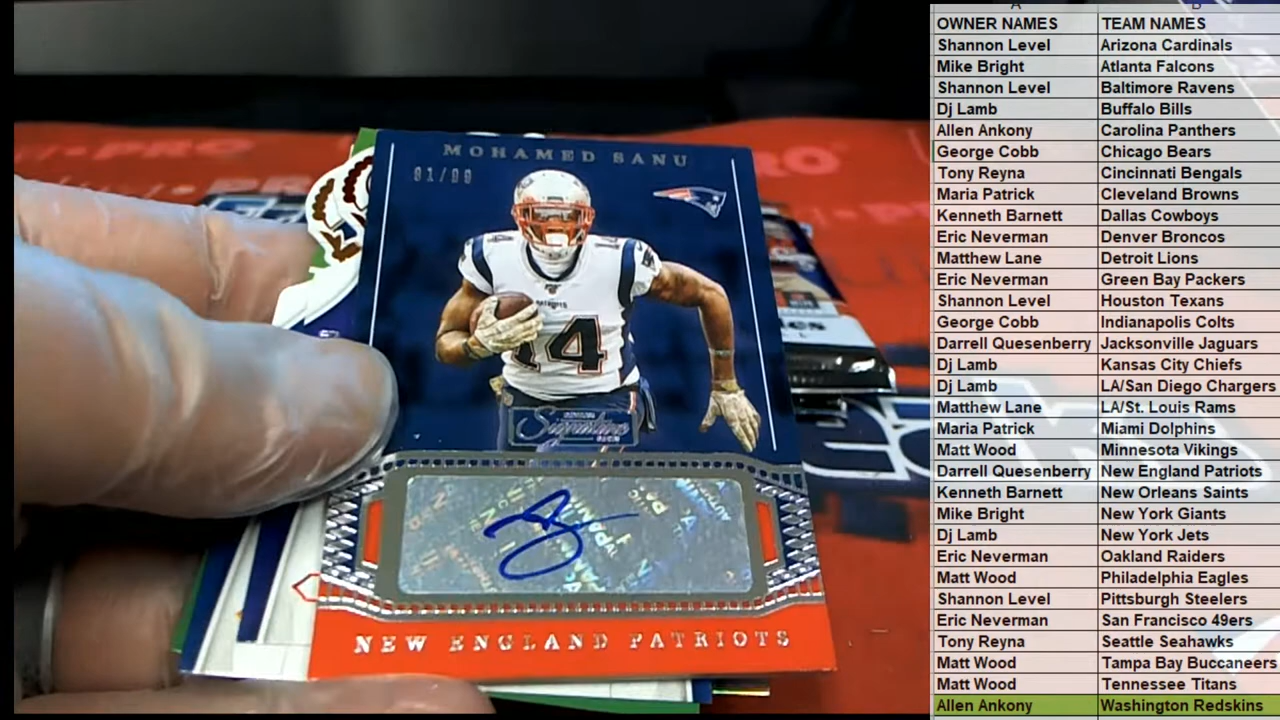 MOHAMED SANU
91/99
PATRIOTS
14
Signature
NEW ENGLAND PATRIOTS
PRO
A B
OWNER NAMES TEAM NAMES
Shannon Level Arizona Cardinals
Mike Bright Atlanta Falcons
Shannon Level Baltimore Ravens
Dj Lamb Buffalo Bills
Allen Ankony Carolina Panthers
George Cobb Chicago Bears
Tony Reyna Cincinnati Bengals
Maria Patrick Cleveland Browns
Kenneth Barnett Dallas Cowboys
Eric Neverman Denver Broncos
Matthew Lane Detroit Lions
Eric Neverman Green Bay Packers
Shannon Level Houston Texans
George Cobb Indianapolis Colts
Darrell Quesenberry Jacksonville Jaguars
Dj Lamb Kansas City Chiefs
Dj Lamb LA/San Diego Chargers
Matthew Lane LA/St. Louis Rams
Maria Patrick Miami Dolphins
Matt Wood Minnesota Vikings
Darrell Quesenberry New England Patriots
Kenneth Barnett New Orleans Saints
Mike Bright New York Giants
Dj Lamb New York Jets
Eric Neverman Oakland Raiders
Matt Wood Philadelphia Eagles
Shannon Level Pittsburgh Steelers
Eric Neverman San Francisco 49ers
Tony Reyna Seattle Seahawks
Matt Wood Tampa Bay Buccaneers
Matt Wood Tennessee Titans
Allen Ankony Washington Redskins